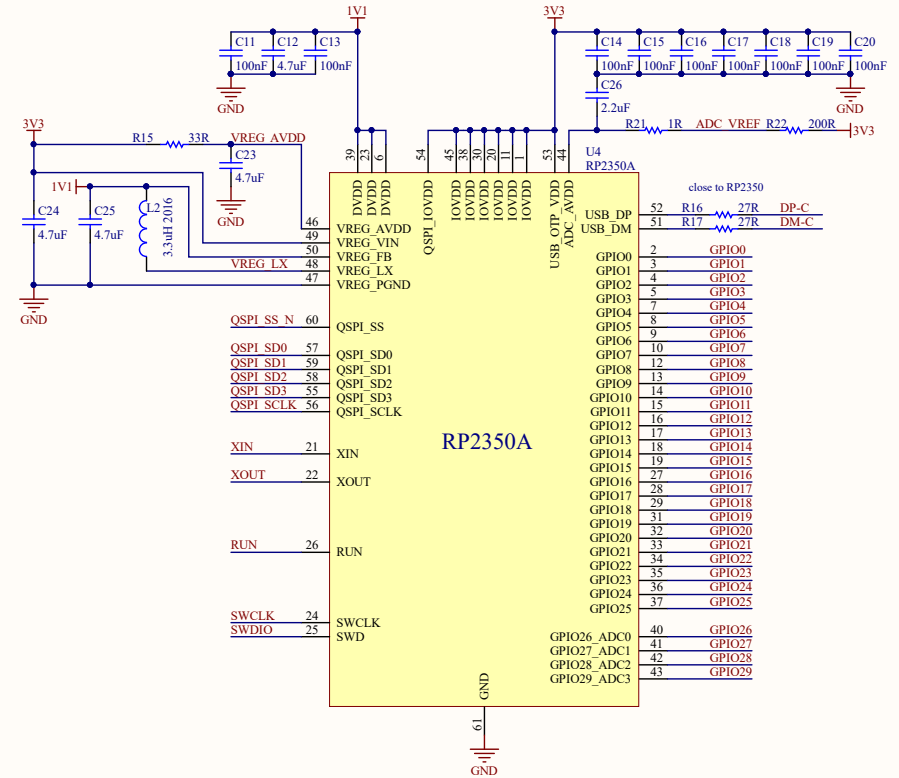 1V1
3V3
C11
C12
C13
100nF
4.7uF
100nF
GND
C14
C15
C16
C17
C18
C19
C20
100nF
100nF
100nF
100nF
100nF
100nF
100nF
GND
C26
2.2uF
R21
1R
ADC_VREF
R22
200R
3V3
3V3
R15
33R
VREG_AVDD
C23
4.7uF
GND
1V1
C24
4.7uF
C25
4.7uF
L2
3.3uH 2016
VREG_LX
GND
39
23
6
54
45
38
30
20
11
1
53
44
DVDD
DVDD
DVDD
QSPI_IOVDD
IOVDD
IOVDD
IOVDD
IOVDD
IOVDD
IOVDD
USB_OTP_VDD
ADC_AVDD
U4
RP2350A
close to RP2350
46 VREG_AVDD
49 VREG_VIN
50 VREG_FB
48 VREG_LX
47 VREG_PGND
QSPI_SS_N 60 QSPI_SS
QSPI_SD0 57 QSPI_SD0
QSPI_SD1 59 QSPI_SD1
QSPI_SD2 58 QSPI_SD2
QSPI_SD3 55 QSPI_SD3
QSPI_SCLK 56 QSPI_SCLK
XIN 21 XIN
XOUT 22 XOUT
RUN 26 RUN
SWCLK 24 SWCLK
SWDIO 25 SWD
RP2350A
USB_DP 52 R16 27R DP-C
USB_DM 51 R17 27R DM-C
GPIO0 2 GPIO0
GPIO1 3 GPIO1
GPIO2 4 GPIO2
GPIO3 5 GPIO3
GPIO4 7 GPIO4
GPIO5 8 GPIO5
GPIO6 9 GPIO6
GPIO7 10 GPIO7
GPIO8 12 GPIO8
GPIO9 13 GPIO9
GPIO10 14 GPIO10
GPIO11 15 GPIO11
GPIO12 16 GPIO12
GPIO13 17 GPIO13
GPIO14 18 GPIO14
GPIO15 19 GPIO15
GPIO16 27 GPIO16
GPIO17 28 GPIO17
GPIO18 29 GPIO18
GPIO19 31 GPIO19
GPIO20 32 GPIO20
GPIO21 33 GPIO21
GPIO22 34 GPIO22
GPIO23 35 GPIO23
GPIO24 36 GPIO24
GPIO25 37 GPIO25
GPIO26_ADC0 40 GPIO26
GPIO27_ADC1 41 GPIO27
GPIO28_ADC2 42 GPIO28
GPIO29_ADC3 43 GPIO29
GND
61
GND